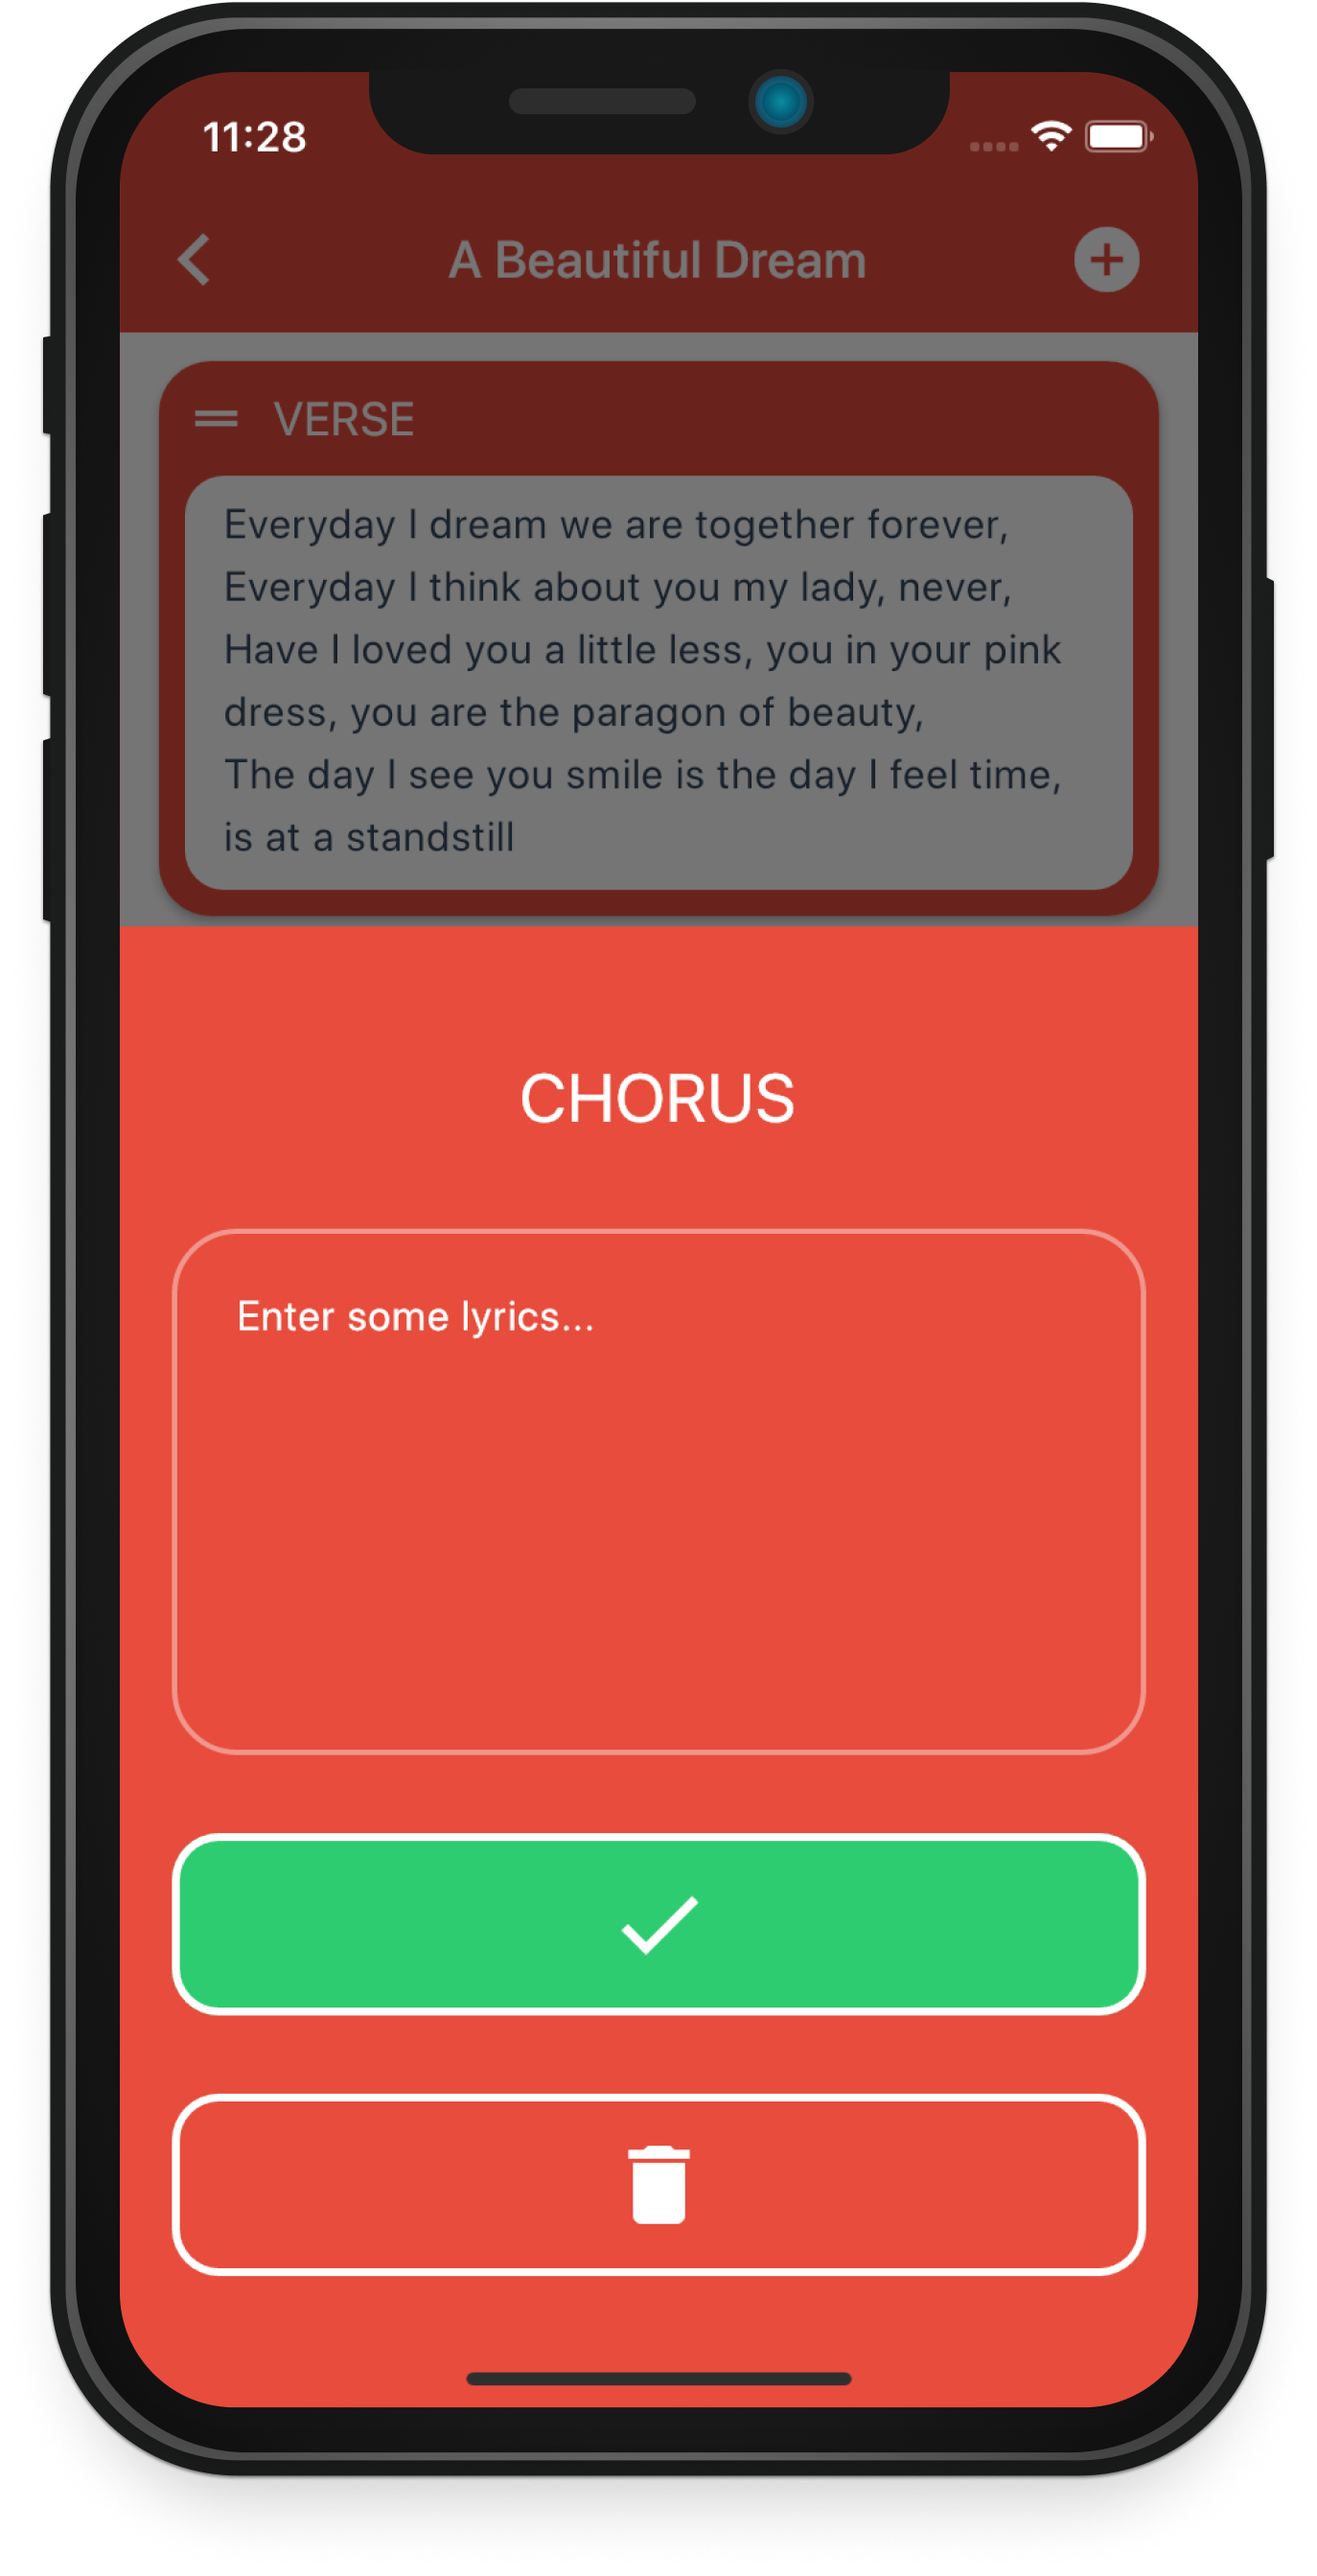 11:28
A Beautiful Dream
VERSE
Everyday I dream we are together forever,
Everyday I think about you my lady, never,
Have I loved you a little less, you in your pink
dress, you are the paragon of beauty,
The day I see you smile is the day I feel time,
is at a standstill
CHORUS
Enter some lyrics...